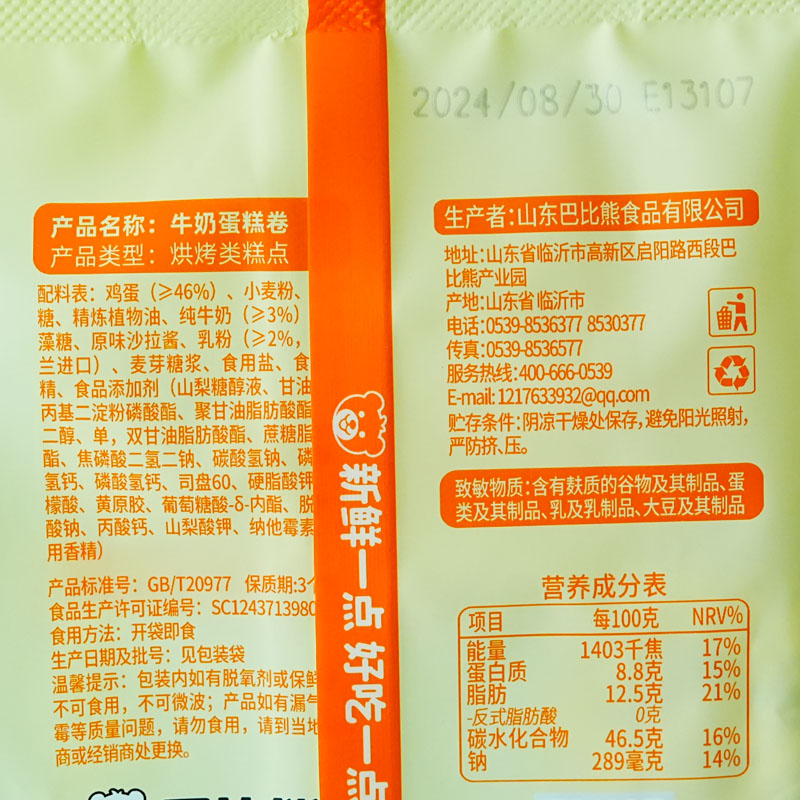 2024/08/30 E13107
产品名称：牛奶蛋糕卷
产品类型：烘烤类糕点
配料表：鸡蛋（≥46%）、小麦粉、
糖、精炼植物油、纯牛奶（≥3%）
藻糖、原味沙拉酱、乳粉（≥2%，
兰进口）、麦芽糖浆、食用盐、食
精、食品添加剂（山梨糖醇液、甘油
丙基二淀粉磷酸酯、聚甘油脂肪酸酯
二醇、单，双甘油脂肪酸酯、蔗糖脂
酯、焦磷酸二氢二钠、碳酸氢钠、磷
氢钙、磷酸氢钙、司盘60、硬脂酸钾
檬酸、黄原胶、葡萄糖酸-δ-内酯、脱
酸钠、丙酸钙、山梨酸钾、纳他霉素
用香精）
产品标准号：GB/T20977 保质期:3个
食品生产许可证编号：SC1243713980
食用方法：开袋即食
生产日期及批号：见包装袋
温馨提示：包装内如有脱氧剂或保鲜
不可食用，不可微波；产品如有漏气
霉等质量问题，请勿食用，请到当地
商或经销商处更换。
新鲜一点 好吃一点
生产者：山东巴比熊食品有限公司
地址：山东省临沂市高新区启阳路西段巴
比熊产业园
产地：山东省临沂市
电话：0539-8536377 8530377
传真：0539-8536577
服务热线：400-666-0539
E-mail: 1217633932@qq.com
贮存条件：阴凉干燥处保存，避免阳光照射，
严防挤、压。
致敏物质：含有麸质的谷物及其制品、蛋
类及其制品、乳及乳制品、大豆及其制品
营养成分表
项目 每100克 NRV%
能量 1403千焦 17%
蛋白质 8.8克 15%
脂肪 12.5克 21%
-反式脂肪酸 0克
碳水化合物 46.5克 16%
钠 289毫克 14%